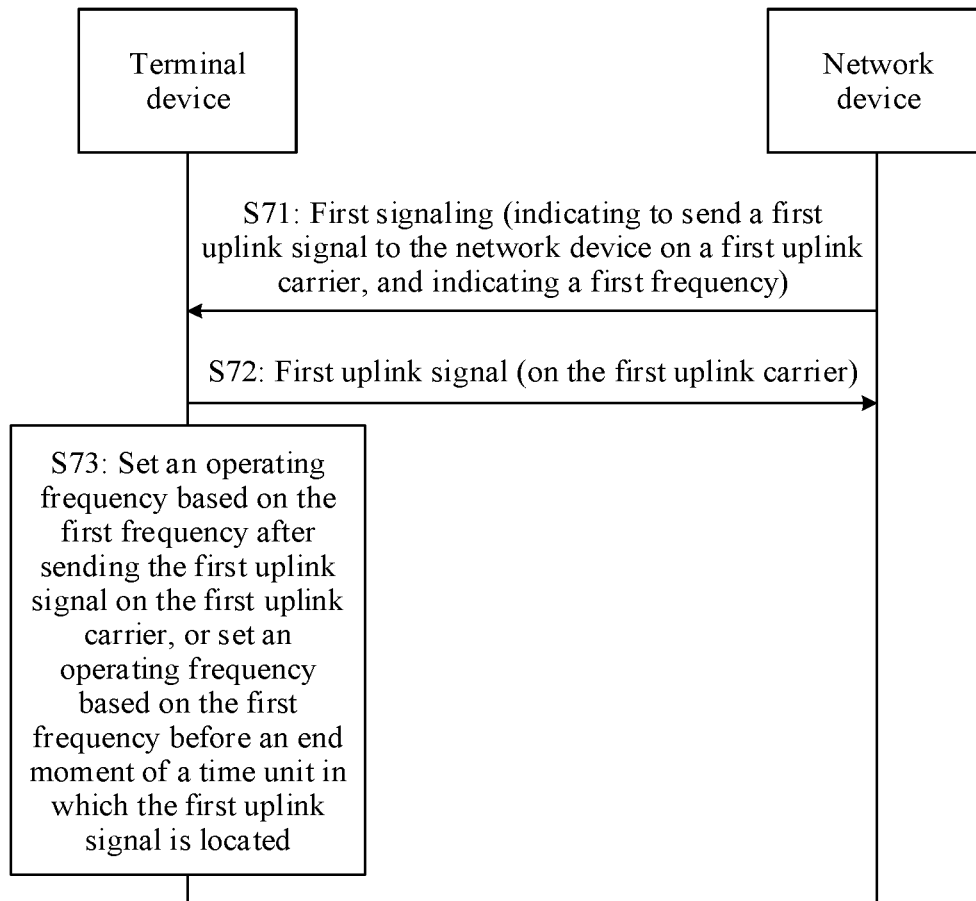 Terminal
device
Network
device
S71: First signaling (indicating to send a first
uplink signal to the network device on a first uplink
carrier, and indicating a first frequency)
S72: First uplink signal (on the first uplink carrier)
S73: Set an operating
frequency based on the
first frequency after
sending the first uplink
signal on the first uplink
carrier, or set an
operating frequency
based on the first
frequency before an end
moment of a time unit in
which the first uplink
signal is located